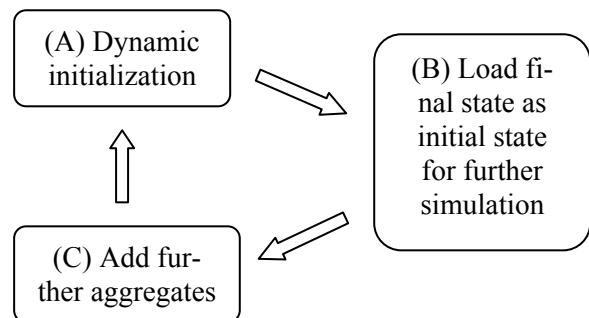 (A) Dynamic
initialization
(B) Load fi-
nal state as
initial state
for further
simulation
(C) Add fur-
ther aggregates